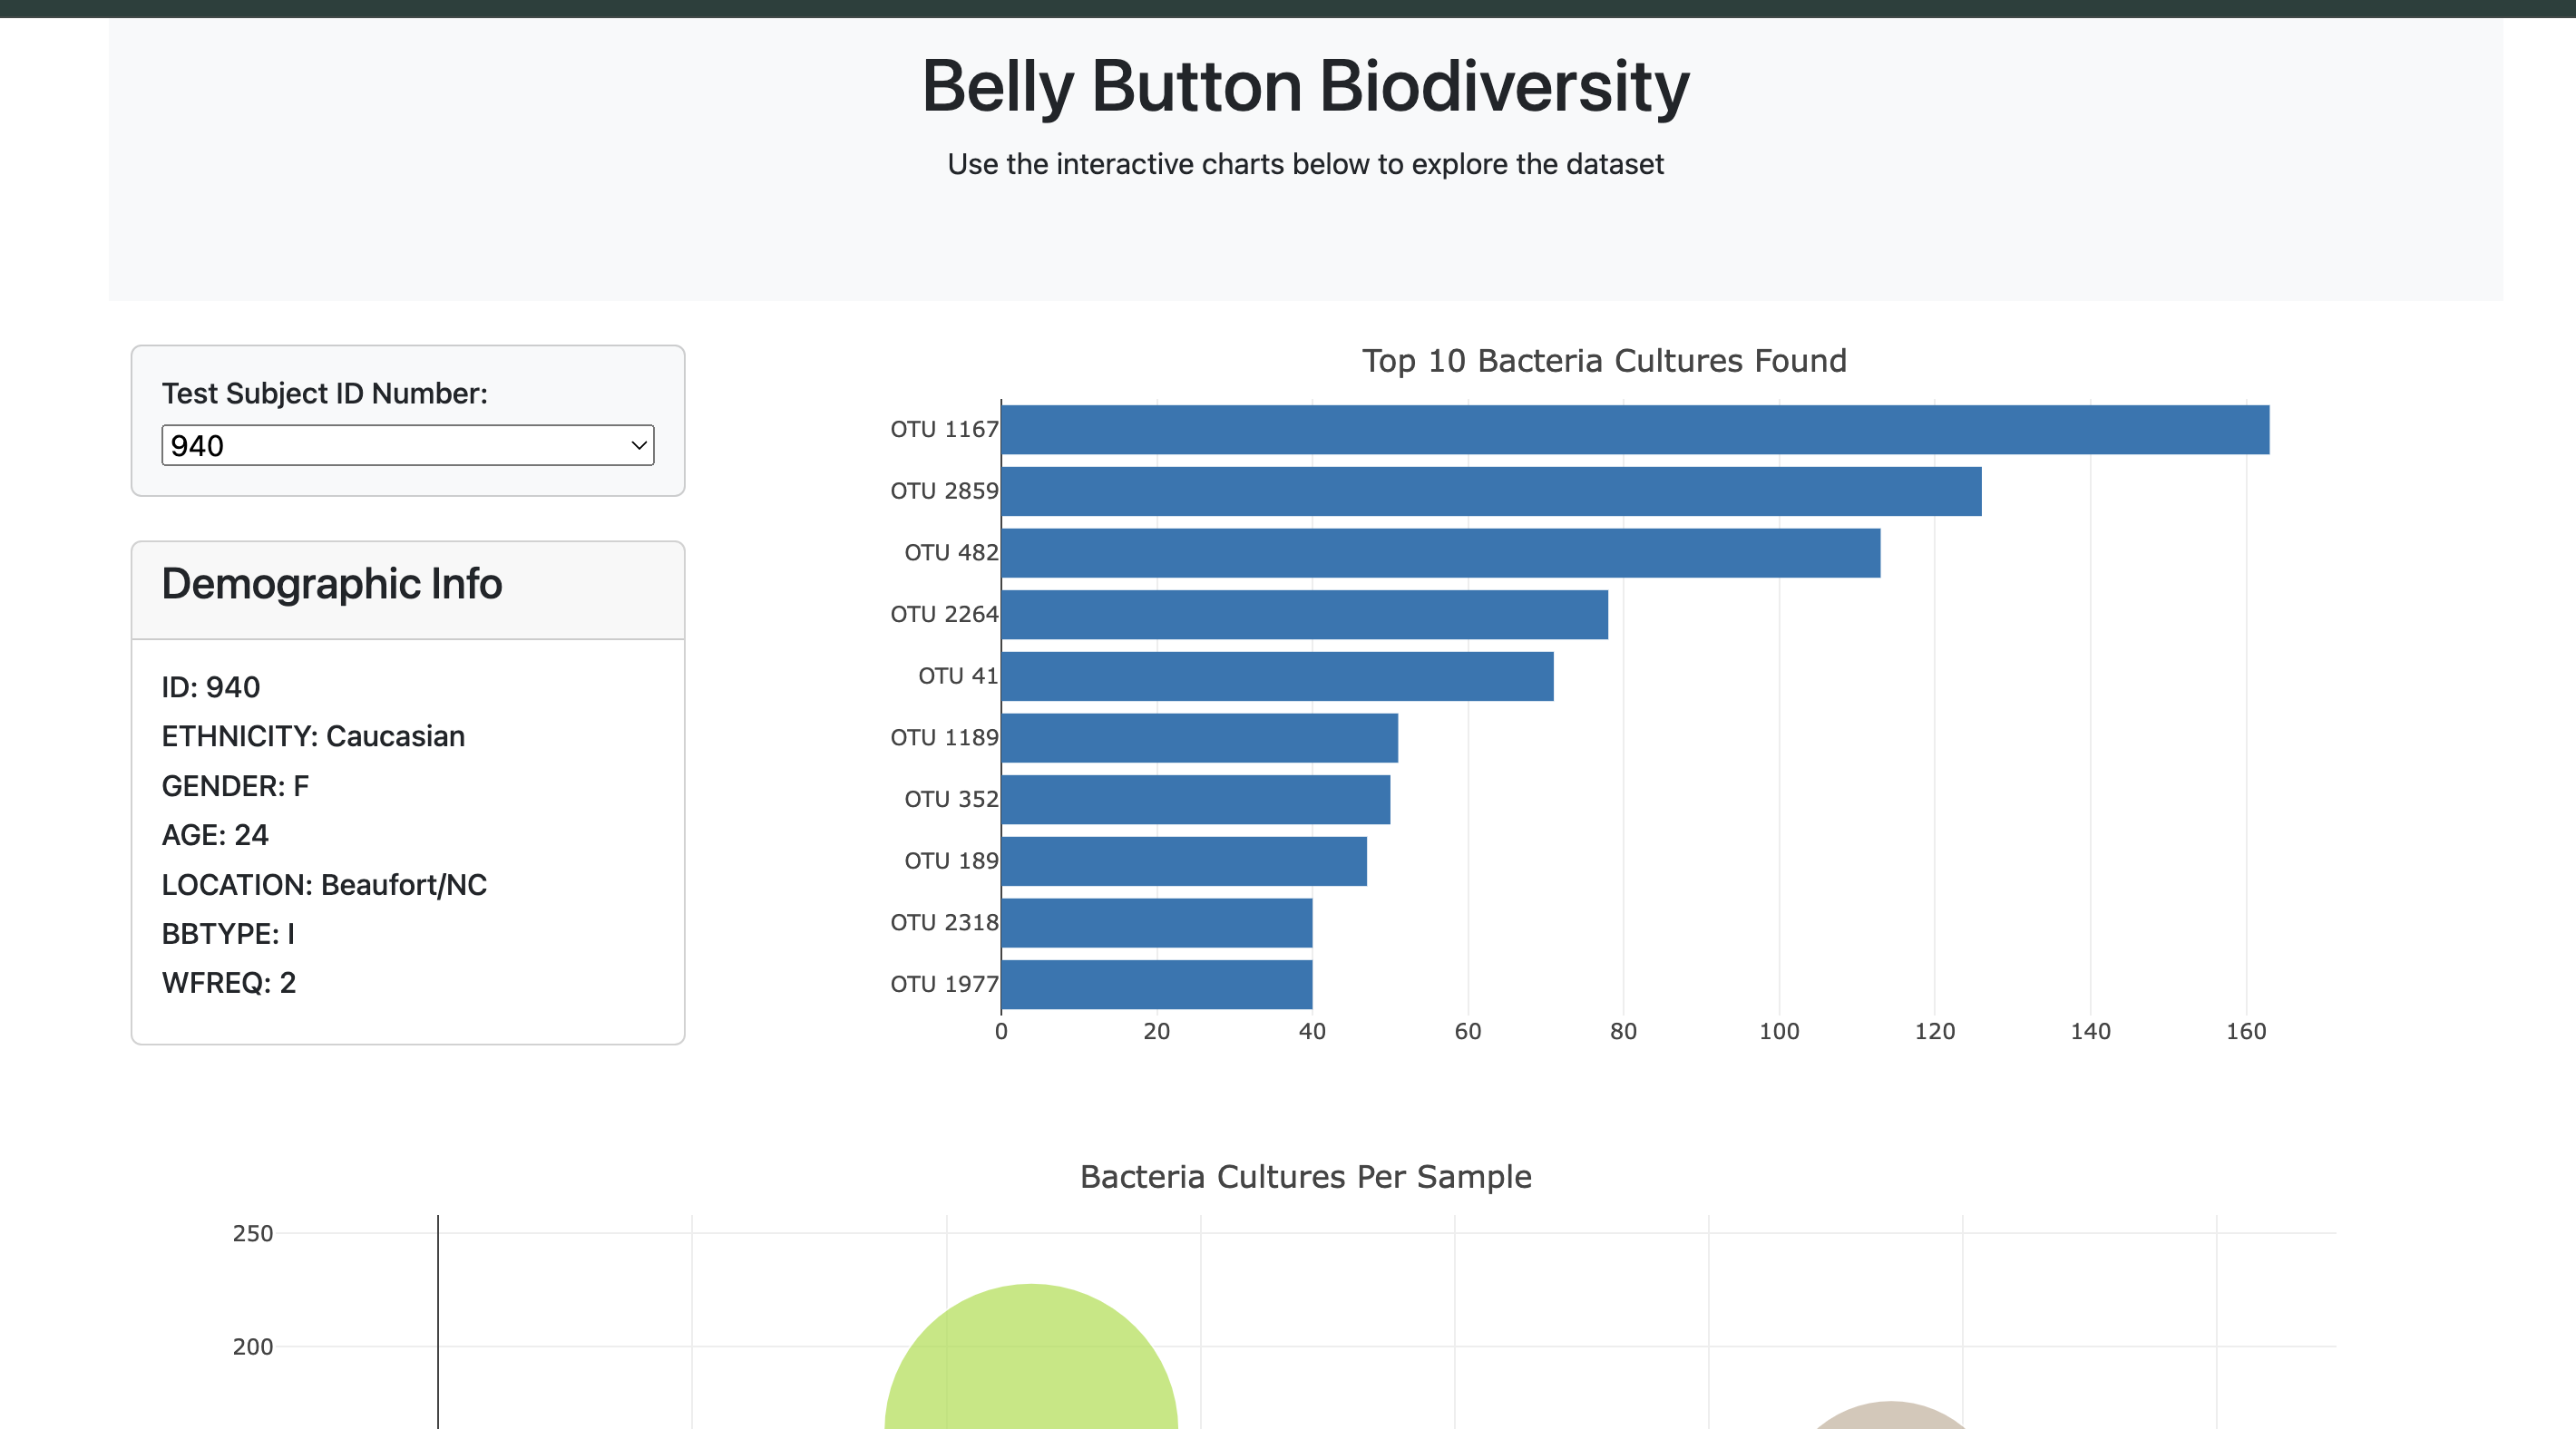 Belly Button Biodiversity
Use the interactive charts below to explore the dataset
Test Subject ID Number:
940
Demographic Info
ID: 940
ETHNICITY: Caucasian
GENDER: F
AGE: 24
LOCATION: Beaufort/NC
BBTYPE: I
WFREQ: 2
Top 10 Bacteria Cultures Found
OTU 1167
OTU 2859
OTU 482
OTU 2264
OTU 41
OTU 1189
OTU 352
OTU 189
OTU 2318
OTU 1977
0 20 40 60 80 100 120 140 160
Bacteria Cultures Per Sample
250
200